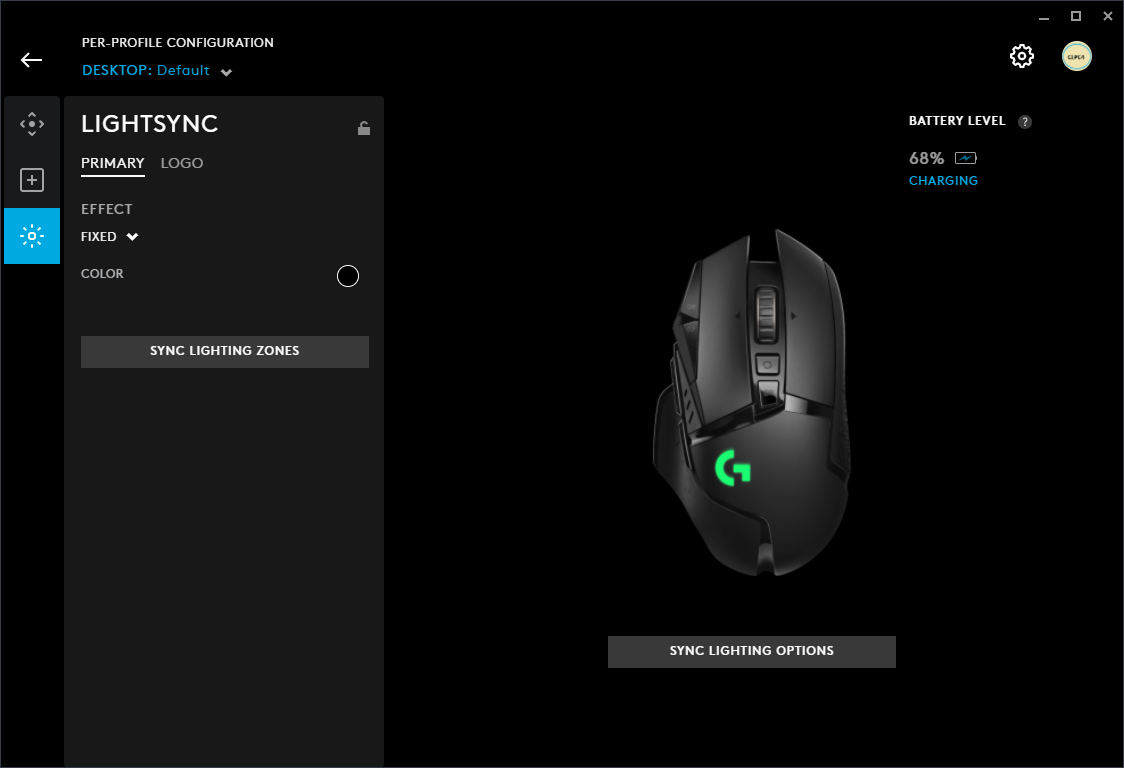 PER-PROFILE CONFIGURATION
DESKTOP: Default
LIGHTSYNC
PRIMARY LOGO
EFFECT
FIXED
COLOR
SYNC LIGHTING ZONES
BATTERY LEVEL ?
68%
CHARGING
G
SYNC LIGHTING OPTIONS